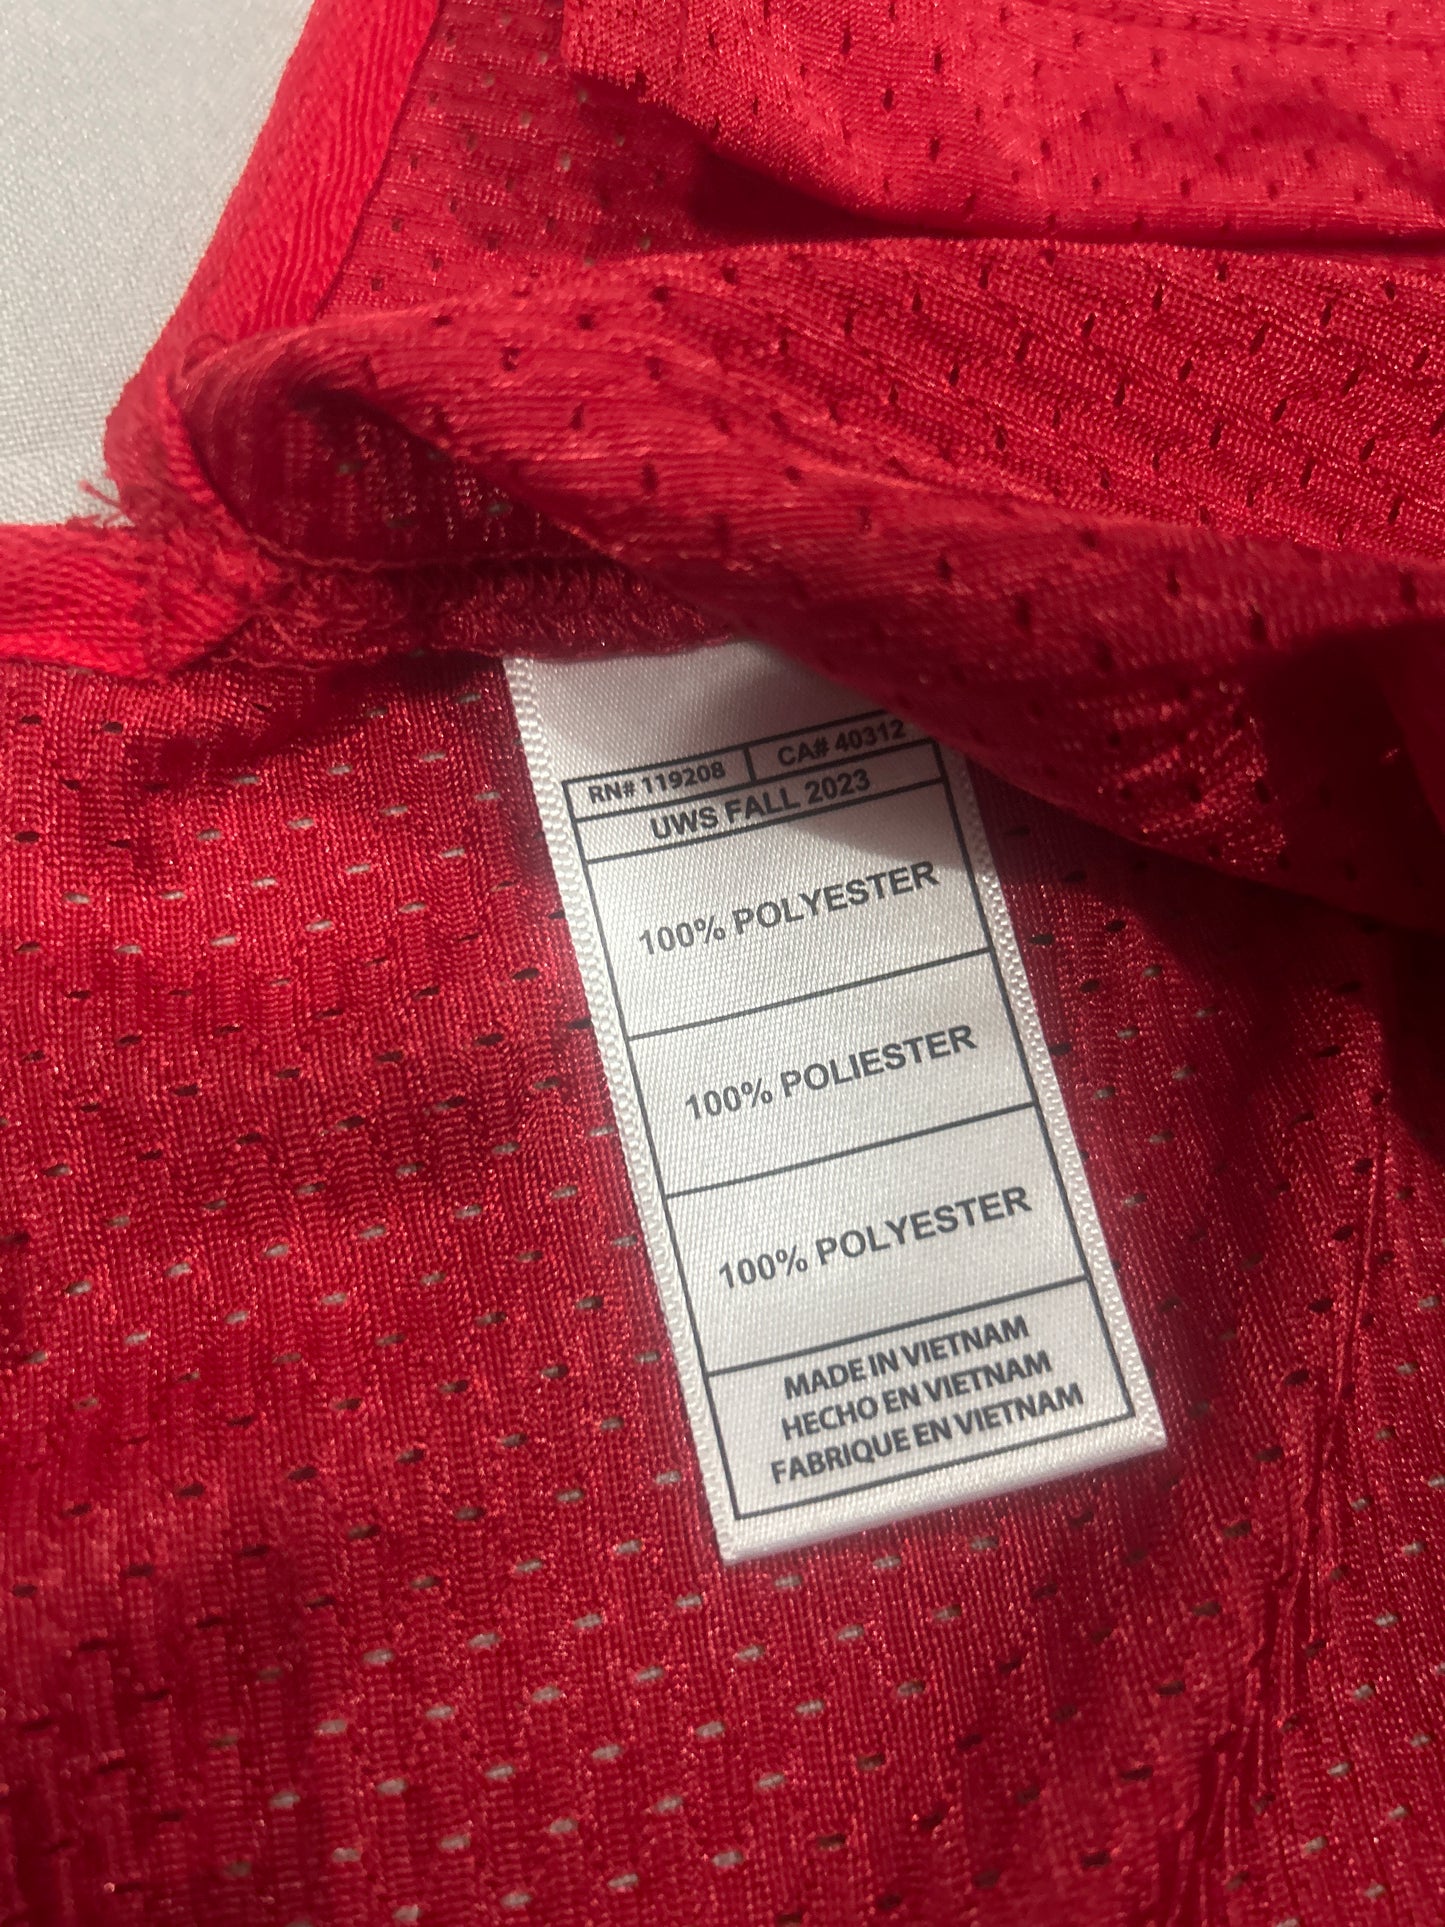 RN# 119208 CA# 40312
UWS FALL 2023
100% POLYESTER
100% POLIESTER
100% POLYESTER
MADE IN VIETNAM
HECHO EN VIETNAM
FABRIQUE EN VIETNAM